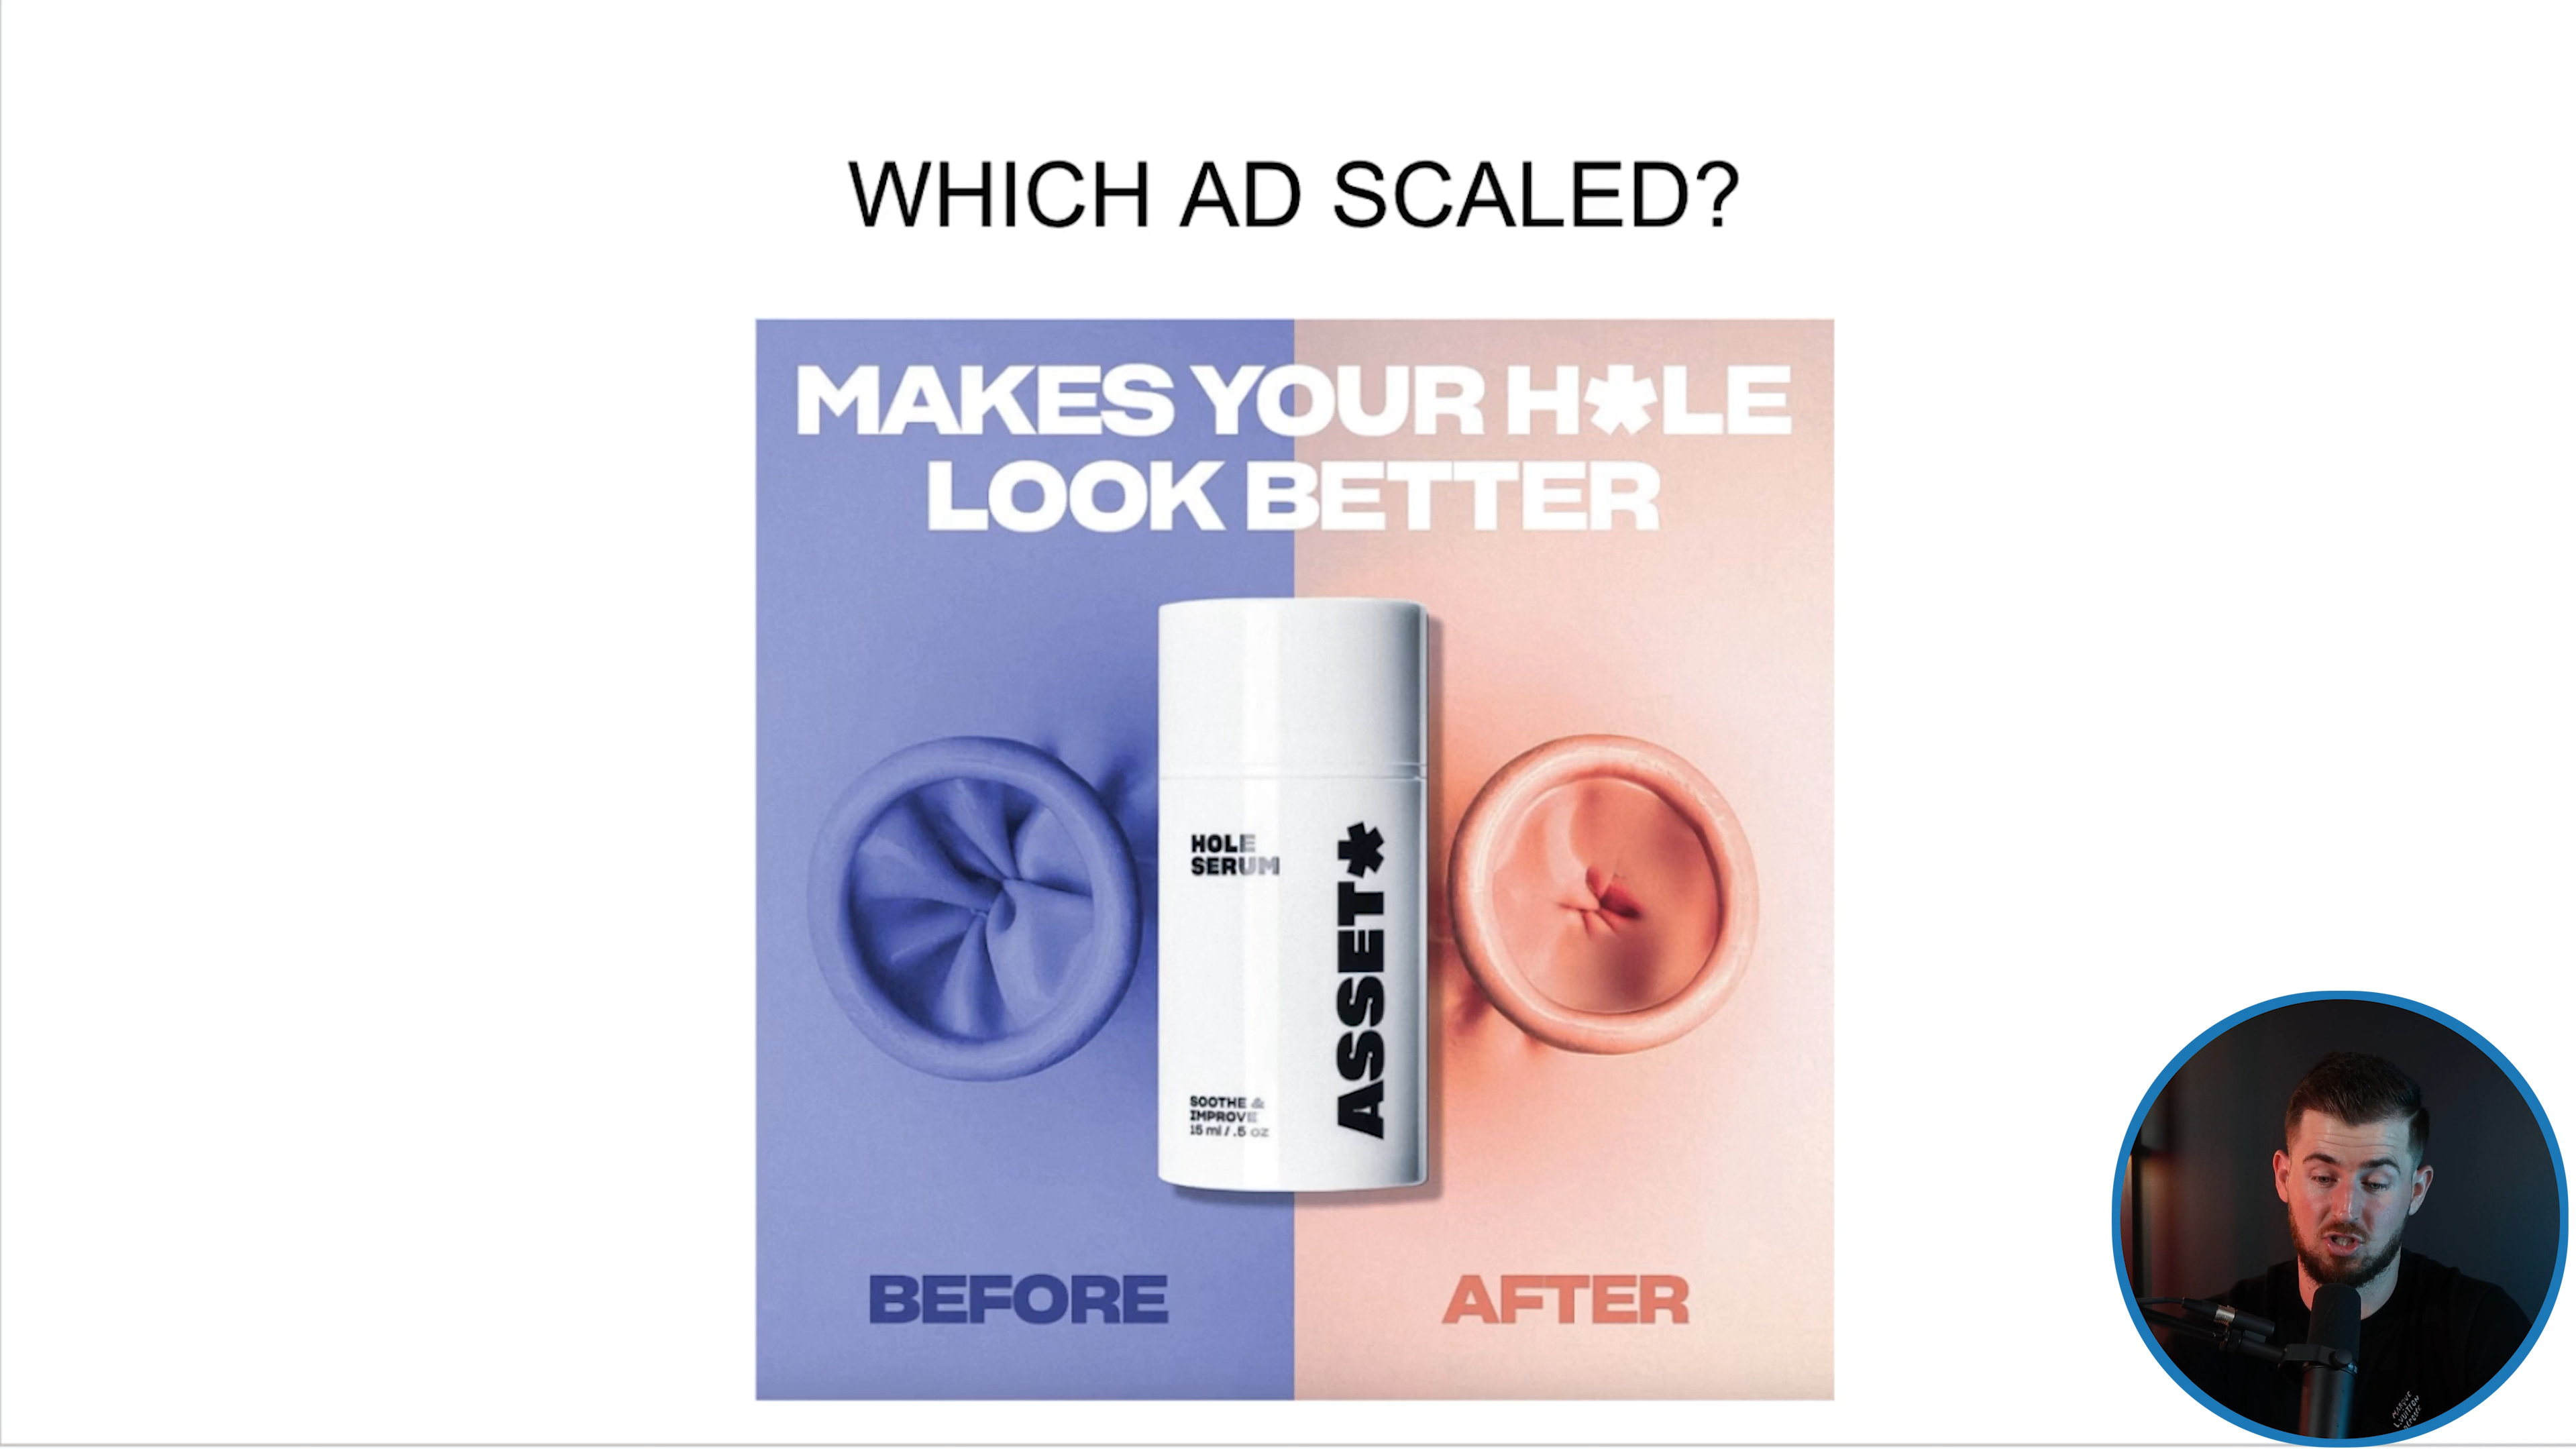 WHICH AD SCALED?
MAKES YOUR H*LE
LOOK BETTER
HOLE
SERUM
ASSET*
SOOTHE &
IMPROVE
15 ml / .5 oz
BEFORE
AFTER